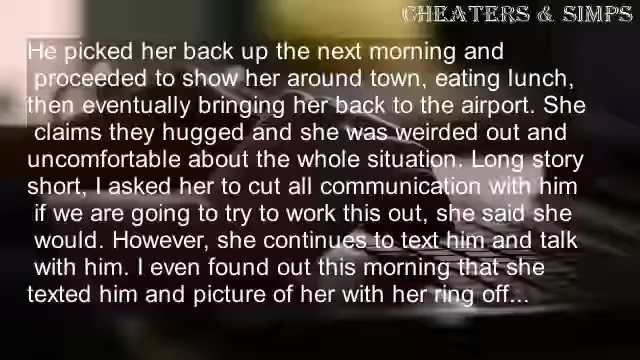 CHEATERS & SIMPS
He picked her back up the next morning and
proceeded to show her around town, eating lunch,
then eventually bringing her back to the airport. She
claims they hugged and she was weirded out and
uncomfortable about the whole situation. Long story
short, I asked her to cut all communication with him
if we are going to try to work this out, she said she
would. However, she continues to text him and talk
with him. I even found out this morning that she
texted him and picture of her with her ring off...